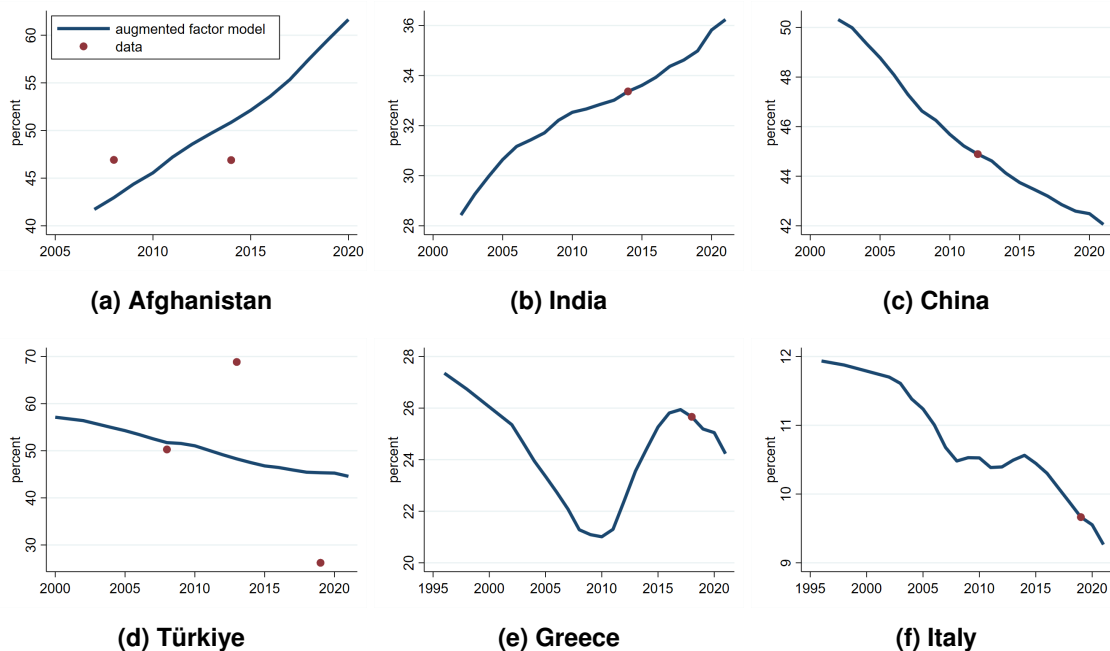 augmented factor model
data
percent
60
55
50
45
40
2005 2010 2015 2020
(a) Afghanistan
percent
36
34
32
30
28
2000 2005 2010 2015 2020
(b) India
percent
50
48
46
44
42
2000 2005 2010 2015 2020
(c) China
percent
70
60
50
40
30
2000 2005 2010 2015 2020
(d) Türkiye
percent
28
26
24
22
20
1995 2000 2005 2010 2015 2020
(e) Greece
percent
12
11
10
9
1995 2000 2005 2010 2015 2020
(f) Italy